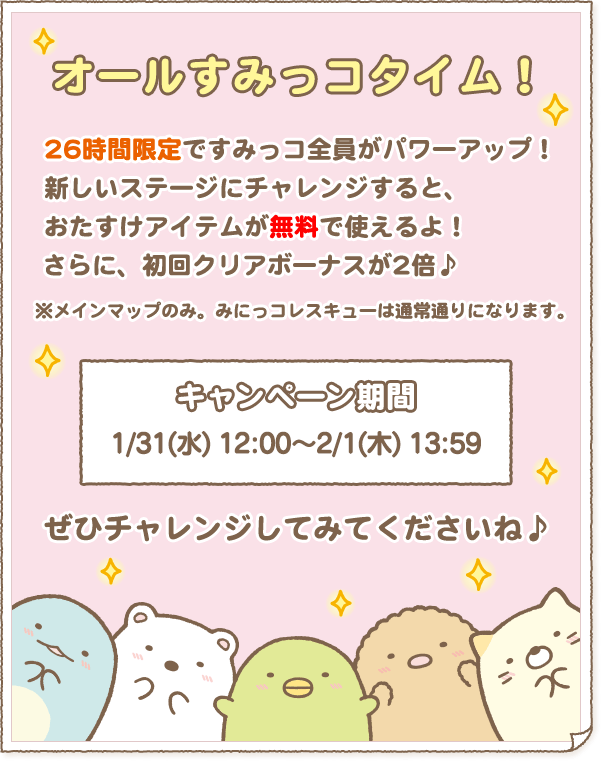 オールすみっコタイム！
26時間限定ですみっコ全員がパワーアップ！
新しいステージにチャレンジすると、
おたすけアイテムが無料で使えるよ！
さらに、初回クリアボーナスが2倍♪
※メインマップのみ。みにっコレスキューは通常通りになります。
キャンペーン期間
1/31(水) 12:00～2/1(木) 13:59
ぜひチャレンジしてみてくださいね♪